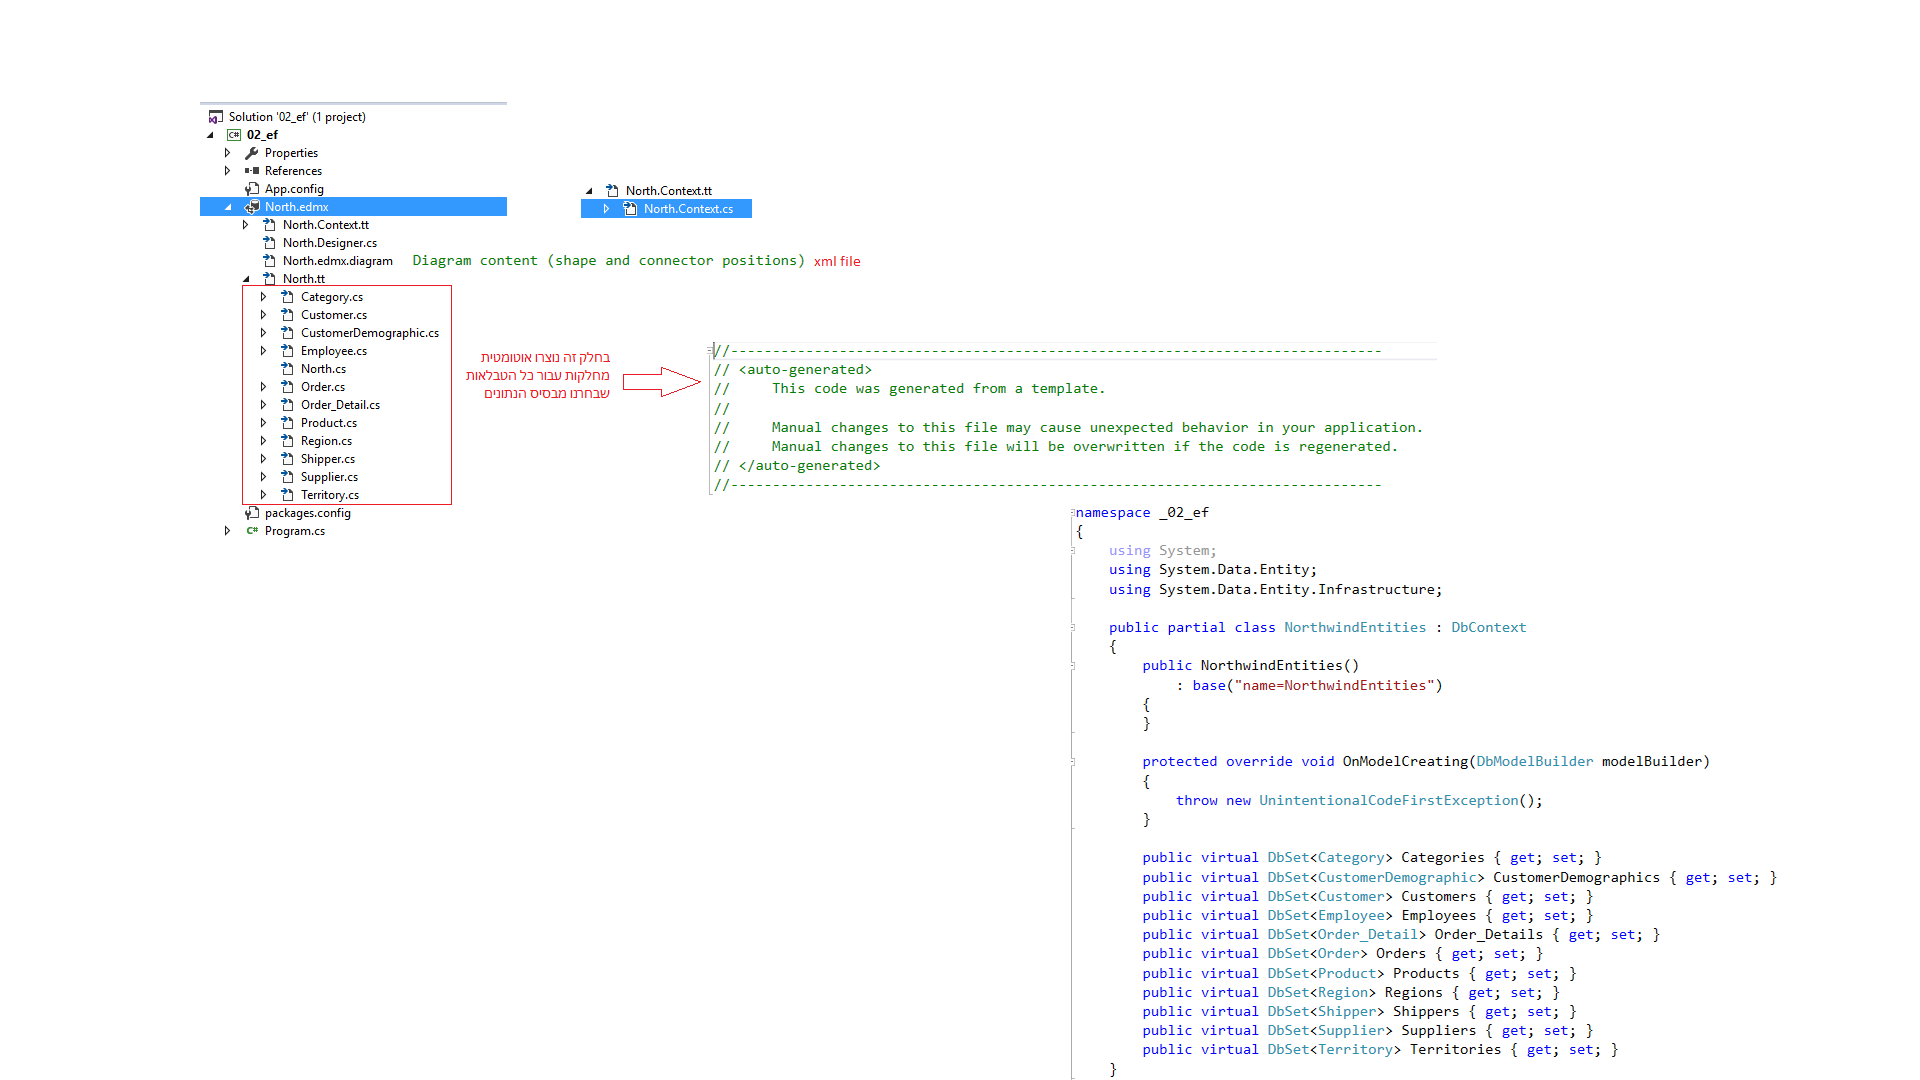 Solution '02_ef' (1 project)
02_ef
Properties
References
App.config
North.edmx
North.Context.tt
North.Designer.cs
North.edmx.diagram
North.tt
Category.cs
Customer.cs
CustomerDemographic.cs
Employee.cs
North.cs
Order.cs
Order_Detail.cs
Product.cs
Region.cs
Shipper.cs
Supplier.cs
Territory.cs
packages.config
C# Program.cs
North.Context.tt
North.Context.cs
Diagram content (shape and connector positions) xml file
בחלק זה נוצרו אוטומטית
מחלקות עבור כל הטבלאות
שבחרנו מבסיס הנתונים
//------------------------------------------------------------------------------
// <auto-generated>
//     This code was generated from a template.
//
//     Manual changes to this file may cause unexpected behavior in your application.
//     Manual changes to this file will be overwritten if the code is regenerated.
// </auto-generated>
//------------------------------------------------------------------------------
namespace _02_ef
{
    using System;
    using System.Data.Entity;
    using System.Data.Entity.Infrastructure;
    public partial class NorthwindEntities : DbContext
    {
        public NorthwindEntities()
            : base("name=NorthwindEntities")
        {
        }
        protected override void OnModelCreating(DbModelBuilder modelBuilder)
        {
            throw new UnintentionalCodeFirstException();
        }
        public virtual DbSet<Category> Categories { get; set; }
        public virtual DbSet<CustomerDemographic> CustomerDemographics { get; set; }
        public virtual DbSet<Customer> Customers { get; set; }
        public virtual DbSet<Employee> Employees { get; set; }
        public virtual DbSet<Order_Detail> Order_Details { get; set; }
        public virtual DbSet<Order> Orders { get; set; }
        public virtual DbSet<Product> Products { get; set; }
        public virtual DbSet<Region> Regions { get; set; }
        public virtual DbSet<Shipper> Shippers { get; set; }
        public virtual DbSet<Supplier> Suppliers { get; set; }
        public virtual DbSet<Territory> Territories { get; set; }
    }